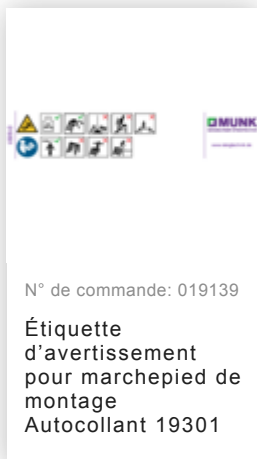 MUNK
N° de commande: 019139
Étiquette
d’avertissement
pour marchepied de
montage
Autocollant 19301